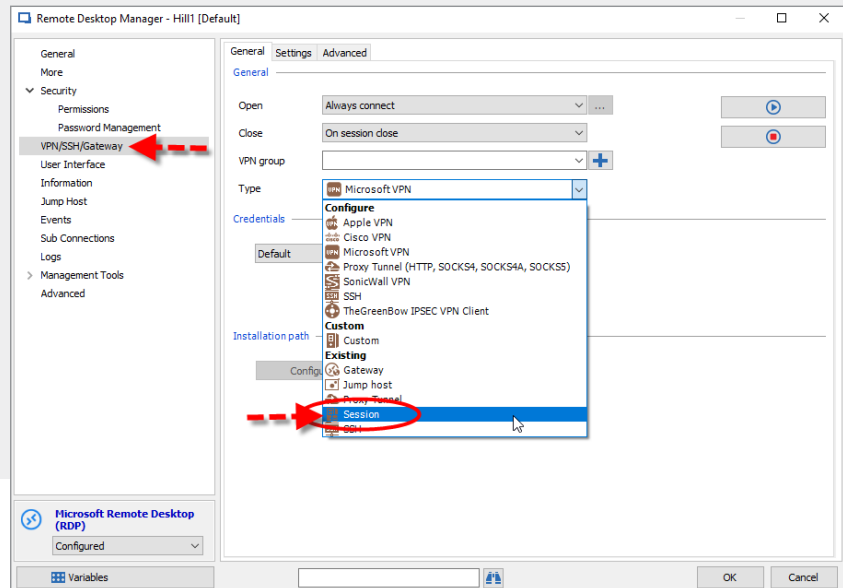 Remote Desktop Manager - Hill1 [Default]
General
More
Security
Permissions
Password Management
VPN/SSH/Gateway
User Interface
Information
Jump Host
Events
Sub Connections
Logs
Management Tools
Advanced
Microsoft Remote Desktop
(RDP)
Configured
Variables
General Settings Advanced
General
Open Always connect ...
Close On session close
VPN group
Type Microsoft VPN
Configure
Apple VPN
Cisco VPN
Microsoft VPN
Proxy Tunnel (HTTP, SOCKS4, SOCKS4A, SOCKS5)
SonicWall VPN
SSH
TheGreenBow IPSEC VPN Client
Custom
Custom
Existing
Gateway
Jump host
Proxy Tunnel
Session
SSH
Credentials
Default
Installation path
OK Cancel